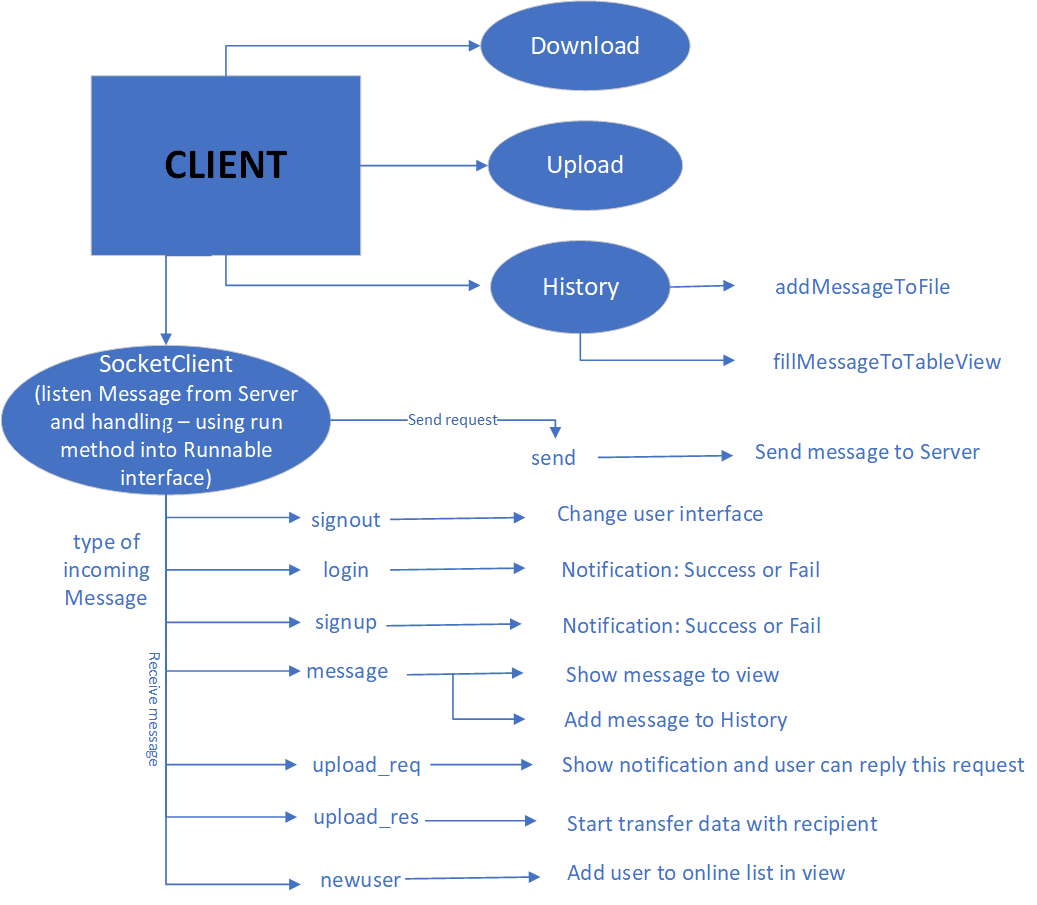 Download
CLIENT
Upload
History
addMessageToFile
fillMessageToTableView
SocketClient
(listen Message from Server
and handling – using run
method into Runnable
interface)
Send request
send
Send message to Server
type of
incoming
Message
Receive message
signout
Change user interface
login
Notification: Success or Fail
signup
Notification: Success or Fail
message
Show message to view
Add message to History
upload_req
Show notification and user can reply this request
upload_res
Start transfer data with recipient
newuser
Add user to online list in view